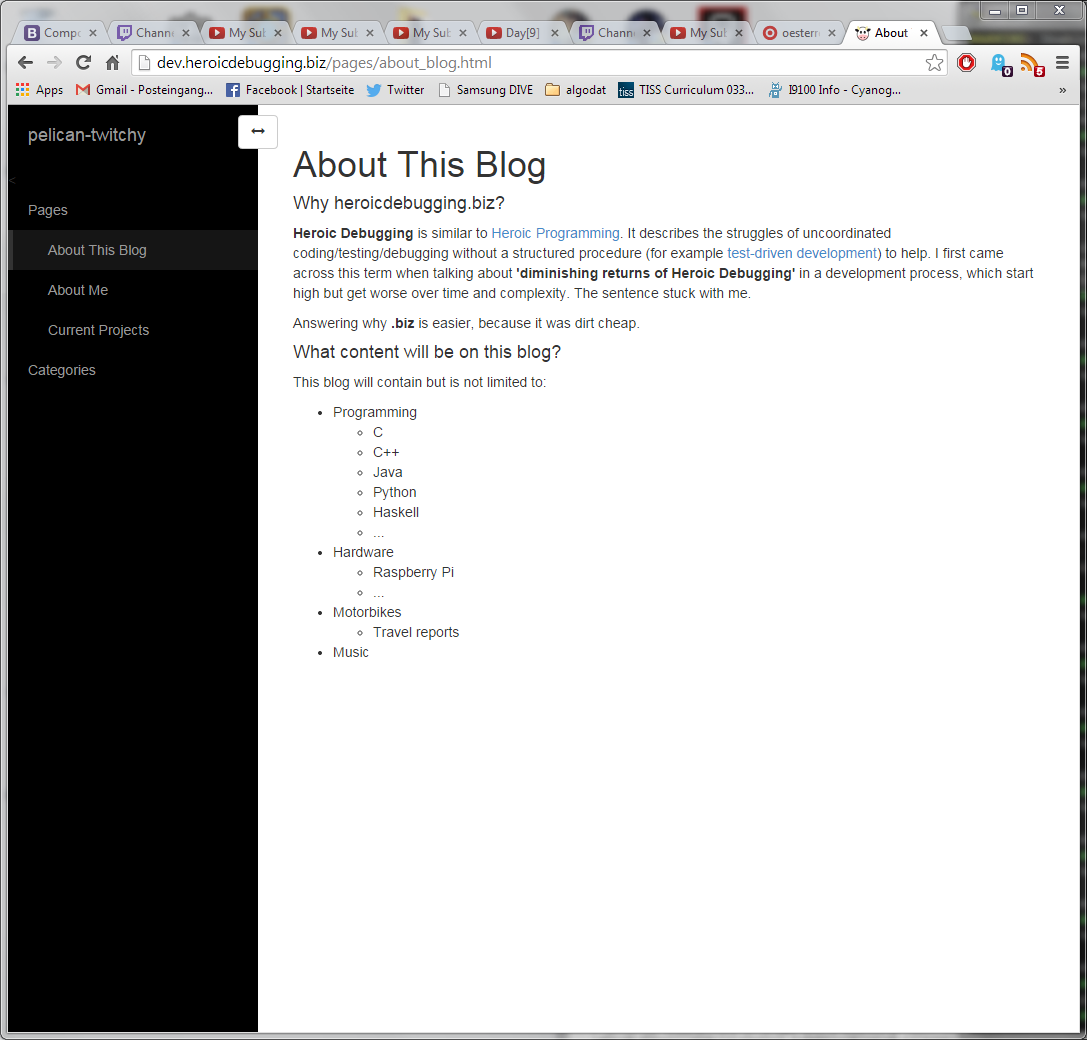 Compo
Channe
My Sub
My Sub
My Sub
Day[9]
Channe
My Sub
oesterre
About
dev.heroicdebugging.biz/pages/about_blog.html
0
5
Apps
Gmail - Posteingang...
Facebook | Startseite
Twitter
Samsung DIVE
algodat
tiss
TISS Curriculum 033...
I9100 Info - Cyanog...
»
pelican-twitchy
<
Pages
About This Blog
About Me
Current Projects
Categories
About This Blog
Why heroicdebugging.biz?
Heroic Debugging is similar to Heroic Programming. It describes the struggles of uncoordinated
coding/testing/debugging without a structured procedure (for example test-driven development) to help. I first came
across this term when talking about 'diminishing returns of Heroic Debugging' in a development process, which start
high but get worse over time and complexity. The sentence stuck with me.
Answering why .biz is easier, because it was dirt cheap.
What content will be on this blog?
This blog will contain but is not limited to:
Programming
C
C++
Java
Python
Haskell
...
Hardware
Raspberry Pi
...
Motorbikes
Travel reports
Music